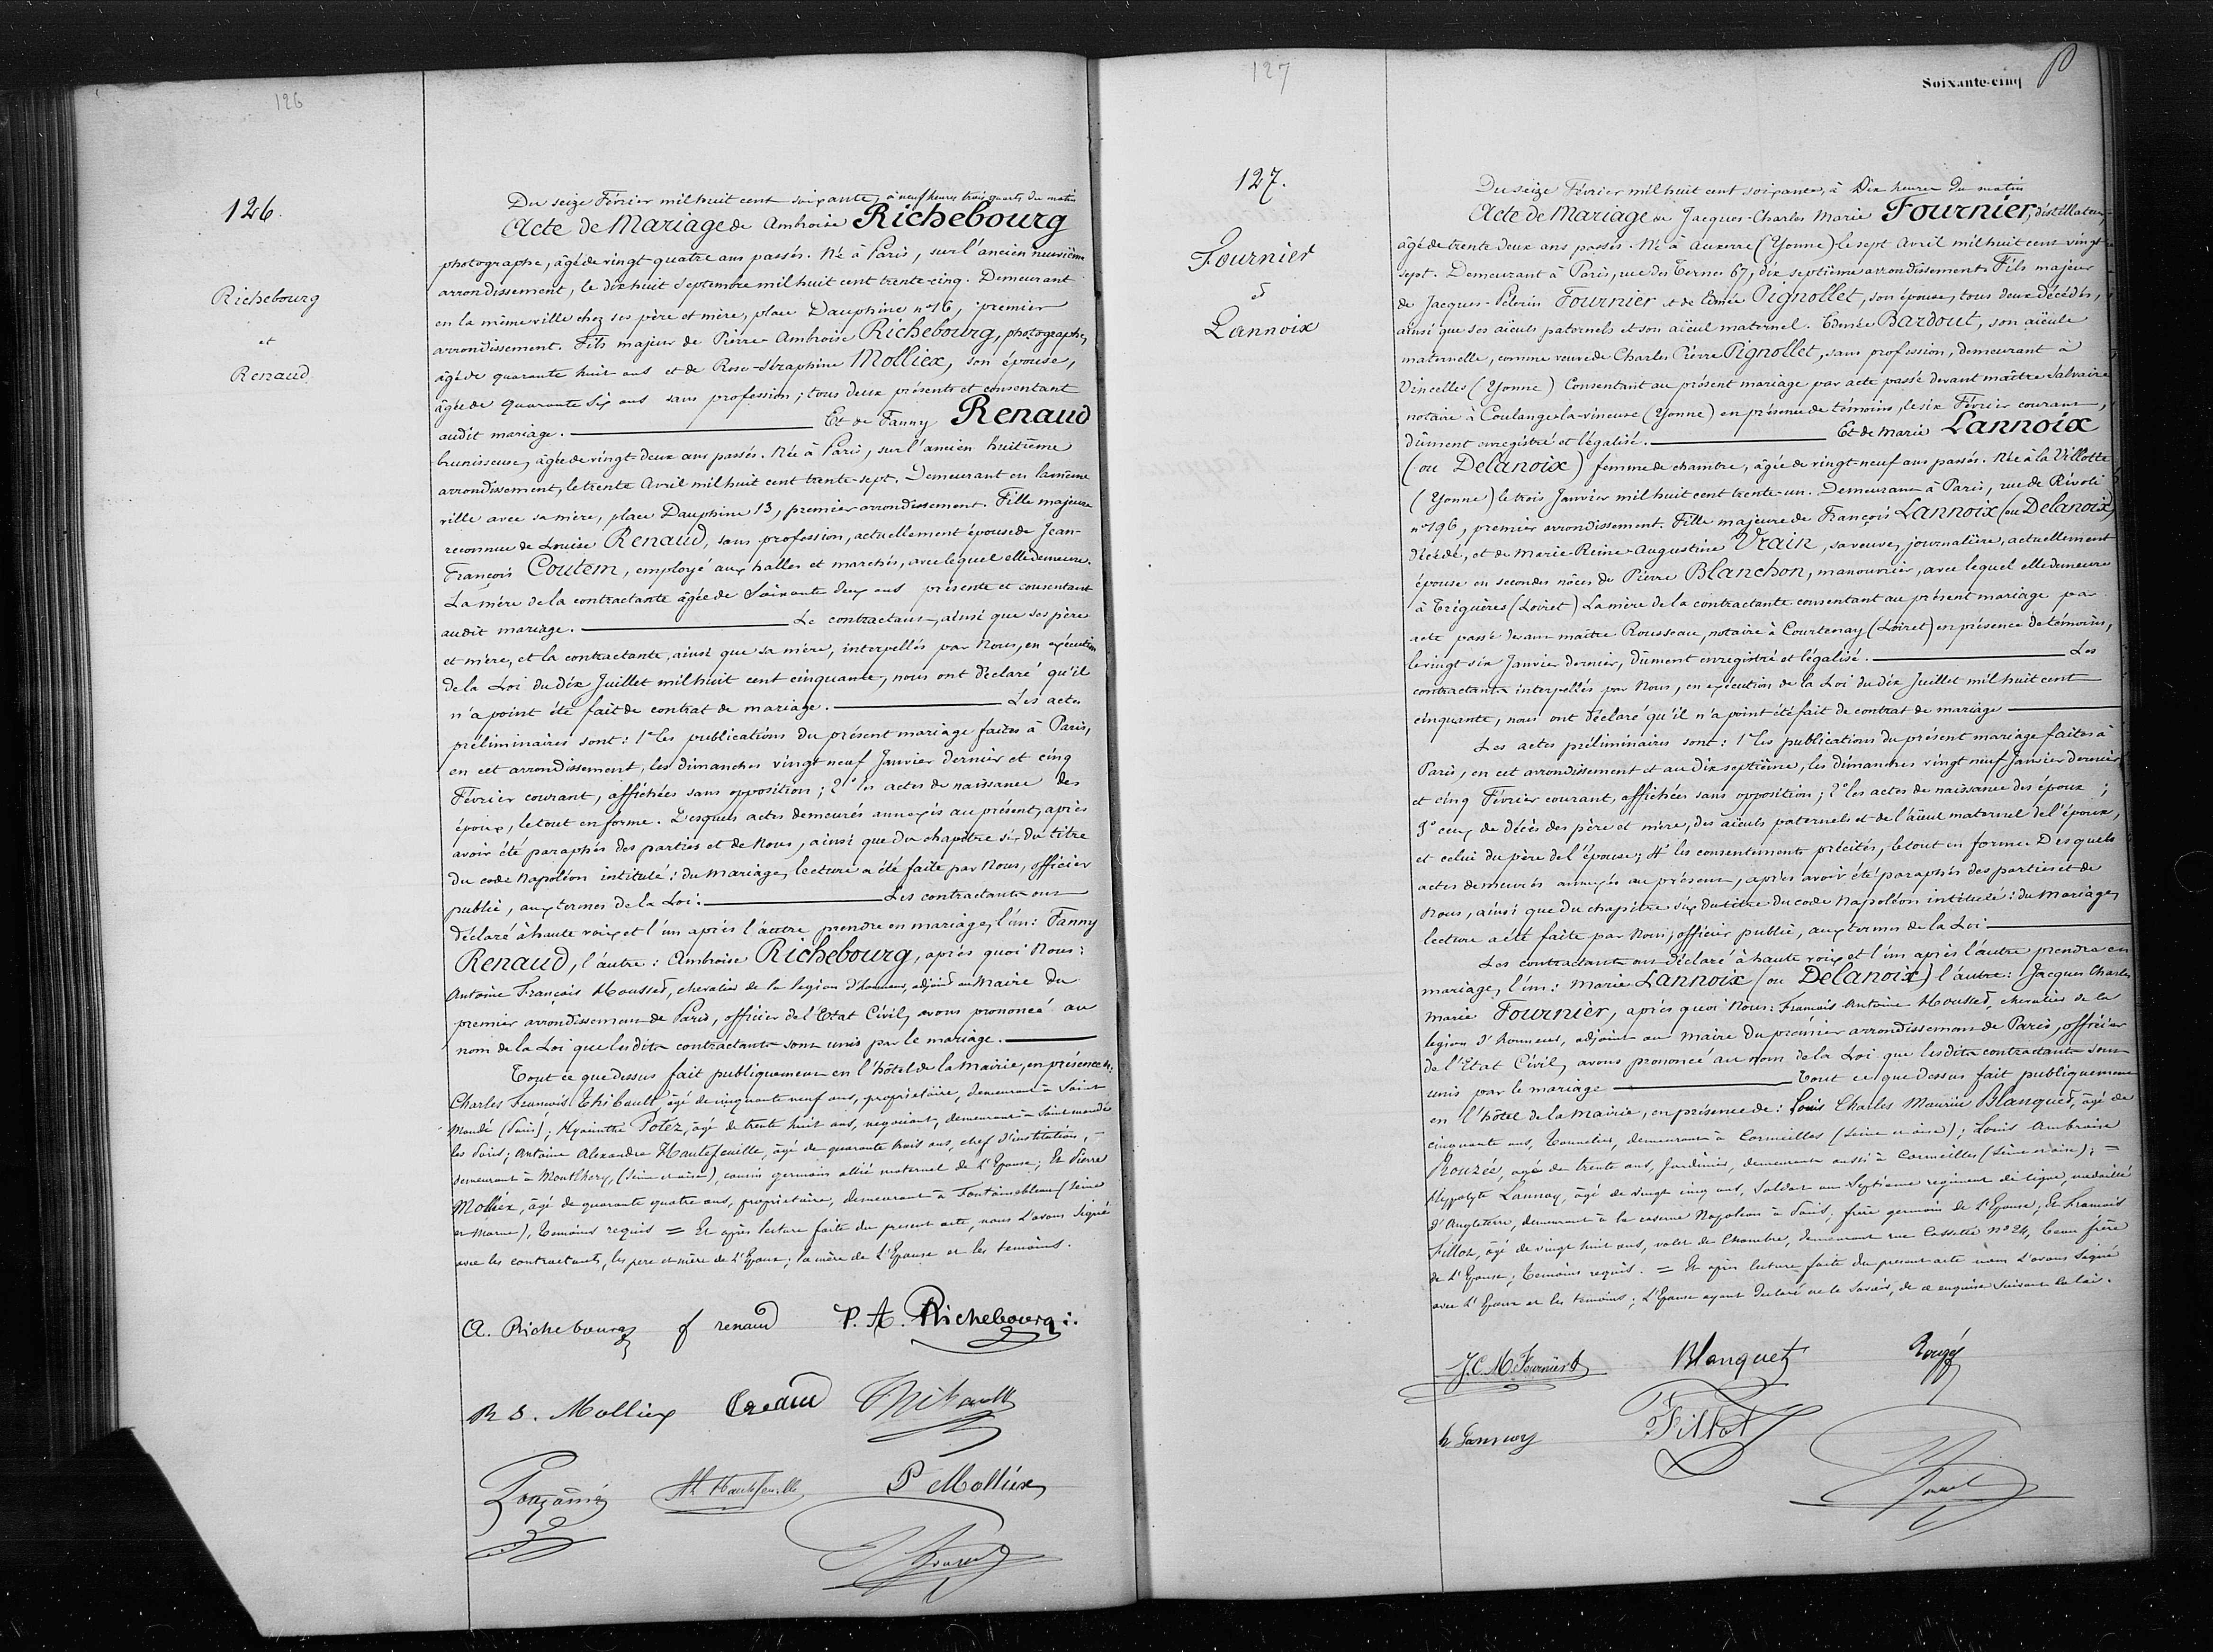 126
126.
Richebourg
et
Renaud
Du seize Février mil huit cent soixante, à neuf heures trois quarts du matin
Acte de Mariage de Ambroise Richebourg
photographe, âgé de vingt quatre ans passés. Né à Paris, sur l'ancien neuvième
arrondissement, le dix huit Septembre mil huit cent trente cinq. Demeurant
en la même ville chez ses père et mère, place Dauphine n° 16, premier
arrondissement. Fils majeur de Pierre-Ambroise Richebourg, photographe,
âgé de quarante huit ans et de Rose-Séraphine Molliex, son épouse,
âgée de quarante six ans sans profession; tous deux présents et consentant
audit mariage. Et de Fanny Renaud
brunisseuse, âgée de vingt-deux ans passés. Née à Paris, sur l'ancien huitième
arrondissement, le trente Avril mil huit cent trente-sept. Demeurant en la même
ville avec sa mère, place Dauphine 13, premier arrondissement. Fille majeure
reconnue de Louise Renaud, sans profession, actuellement épouse de Jean-
François Coutem, employé aux halles et marchés, avec lequel elle demeure.
La mère de la contractante âgée de Soixante deux ans présente et consentant
audit mariage. Le contractant, ainsi que ses père
et mère, et la contractante, ainsi que sa mère, interpellés par Nous, en exécution
de la Loi du dix Juillet mil huit cent cinquante, nous ont déclaré qu'il
n'a point été fait de contrat de mariage. Les actes
préliminaires sont: 1° les publications du présent mariage faites à Paris,
en cet arrondissement, les dimanches vingt neuf Janvier dernier et cinq
Février courant, affichées sans opposition; 2° les actes de naissance des
époux, le tout en forme. Desquels actes demeurés annexés au présent, après
avoir été paraphés des parties et de Nous, ainsi que du chapitre six du titre
du code Napoléon intitulé: du Mariage, lecture a été faite par Nous, officier
public, aux termes de la Loi. Les contractants ont
déclaré à haute voix et l'un après l'autre prendre en mariage, l'un: Fanny
Renaud, l'autre: Ambroise Richebourg, après quoi Nous:
Antoine François Housset, chevalier de la legion d'honneur, adjoint au Maire du
premier arrondissement de Paris, officier de l'Etat Civil, avons prononcé au
nom de la Loi que lesdits contractants sont unis par le mariage.
Tout ce que dessus fait publiquement en l'hôtel de la Mairie, en présence de:
Charles François Thibault, âgé de cinquante neuf ans, propriétaire, demeurant à Saint
Mandé (Paris); Hyacinthe Potez, âgé de trente huit ans, negociant, demeurant à Saint mandé
les Paris; Antoine Alexandre Hautefeuille, âgé de quarante trois ans, chef d'institution,
demeurant à Montlhery, (Seine et oise), cousin germain allié maternel de l'Epouse; Et Pierre
Molliex, âgé de quarante quatre ans, propriétaire, demeurant à Fontainebleau (Seine
et Marne), témoins requis = Et après lecture faite du present acte, nous l'avons signé
avec les contractants, les pere et mère de l'Epoux; la mère de l'Epouse et les temoins.
A. Richebourg f renaud P. A. Richebourg
R S. Molliex Thibault
A Hautefeuille P Molliex
127
Soixante-cinq
127.
Fournier
&
Lannoix
Du seize Février mil huit cent soixante, à Dix heures du matin
Acte de Mariage de Jacques-Charles Marie Fournier, distillateur,
âgé de trente deux ans passés. Né à Auxerre (Yonne) le sept Avril mil huit cent vingt
sept. Demeurant à Paris, rue des Ternes 67, dix septième arrondissement. Fils majeur
de Jacques-Pélerin Fournier et de Edmée Pignollet, son épouse, tous deux décédés,
ainsi que ses aïeuls paternels et son aïeul maternel. Edmée Bardout, son aïeule
maternelle, comme veuve de Charles Pierre Pignollet, sans profession, demeurant à
Vincelles (Yonne) Consentant au présent mariage par acte passé devant maître Salvaire
notaire à Coulange-la-vineuse (Yonne) en présence de témoins, le six Février courant,
dûment enregistré et légalisé. Et de Marie Lannoix
(ou Delanoix) femme de chambre, âgée de vingt-neuf ans passés. Née à la Villotte
(Yonne) le trois Janvier mil huit cent trente-un. Demeurant à Paris, rue de Rivoli
n° 196, premier arrondissement. Fille majeure de François Lannoix (ou Delanoix)
décédé, et de Marie Reine Augustine Vrain, sa veuve, journalière, actuellement
épouse en secondes nôces de Pierre Blanchon, manouvrier, avec lequel elle demeure
à Triguères (Loiret) La mère de la contractante consentant au présent mariage par
acte passé devant maître Rousseau, notaire à Courtenay (Loiret) en présence de témoins,
le vingt six Janvier dernier, dûment enregistré et légalisé. Les
contractants interpellés par Nous, en exécution de la Loi du dix Juillet mil huit cent
cinquante, nous ont déclaré qu'il n'a point été fait de contrat de mariage
Les actes préliminaires sont: 1° les publications du présent mariage faites à
Paris, en cet arrondissement et au dix septième, les dimanches vingt neuf Janvier dernier
et cinq Février courant, affichées sans opposition; 2° les actes de naissance des époux;
3° ceux de décès des père et mère, des aïeuls paternels et de l'aïeul maternel de l'époux,
et celui du père de l'épouse; 4° les consentements précités, le tout en forme. Desquels
actes demeurés annexés au présent, après avoir été paraphés des parties et de
Nous, ainsi que du chapitre six du titre du code Napoléon intitulé: du Mariage,
lecture a été faite par Nous, officier public, aux termes de la Loi
Les contractants ont déclaré à haute voix et l'un après l'autre prendre en
mariage, l'un: Marie Lannoix (ou Delanoix) l'autre: Jacques Charles
Marie Fournier, après quoi Nous: François Antoine Housset, chevalier de la
legion d'honneur, adjoint au Maire du premier arrondissement de Paris, officier
de l'Etat Civil, avons prononcé au nom de la Loi que lesdits contractants sont
unis par le mariage Tout ce que dessus fait publiquement
en l'hôtel de la Mairie, en présence de: Louis Charles Maurice Blanquet, âgé de
cinquante ans, tonnelier, demeurant à Cormeilles (Seine et oise); Louis Ambroise
Rouzée, agé de trente ans, Jardinier, demeurant aussi à Cormeilles (Seine et oise); =
Hyppolyte Launay, âgé de vingt cinq ans, Soldat au Septieme regiment de ligne, medaillé
d'Angleterre, demeurant à la caserne Napoleon à Paris, frère germain de l'Epouse; Et Francois
Fillot, âgé de vingt huit ans, valet de Chambre, demeurant rue Cassette n° 24, beau frère
de l'Epouse; temoins requis. = Et après lecture faite du present acte nous l'avons signé
avec l'Epoux et les temoins; l'Epouse ayant declaré ne le savoir, de ce enquise suivant la loi.
J.C.M. Fournier Blanquet
h Launay Fillot